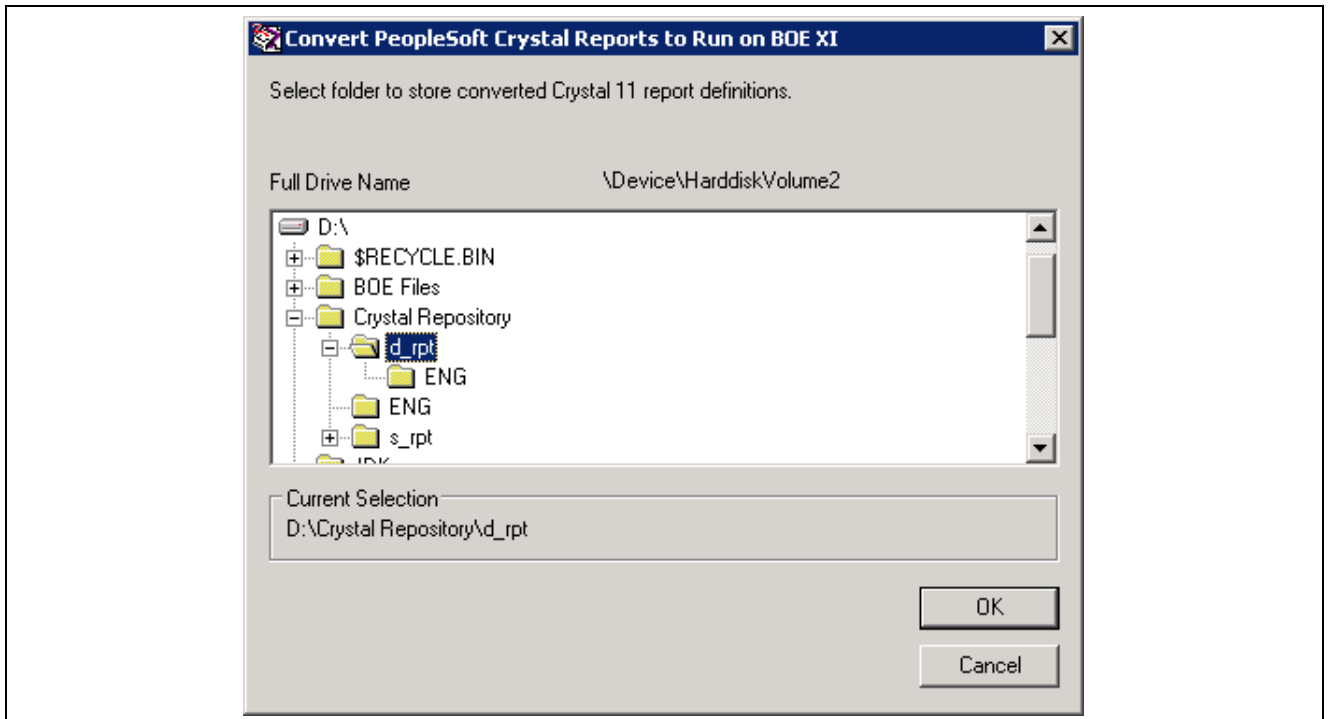 Convert PeopleSoft Crystal Reports to Run on BOE XI
Select folder to store converted Crystal 11 report definitions.
Full Drive Name \Device\HarddiskVolume2
D:\
$RECYCLE.BIN
BOE Files
Crystal Repository
d_rpt
ENG
ENG
s_rpt
Current Selection
D:\Crystal Repository\d_rpt
OK
Cancel